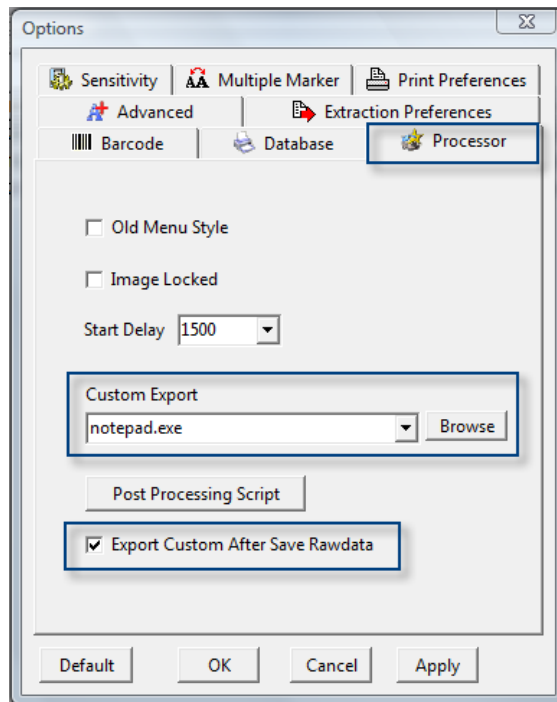 Options
Sensitivity
Multiple Marker
Print Preferences
Advanced
Extraction Preferences
Barcode
Database
Processor
Old Menu Style
Image Locked
Start Delay 1500
Custom Export
notepad.exe
Browse
Post Processing Script
Export Custom After Save Rawdata
Default
OK
Cancel
Apply